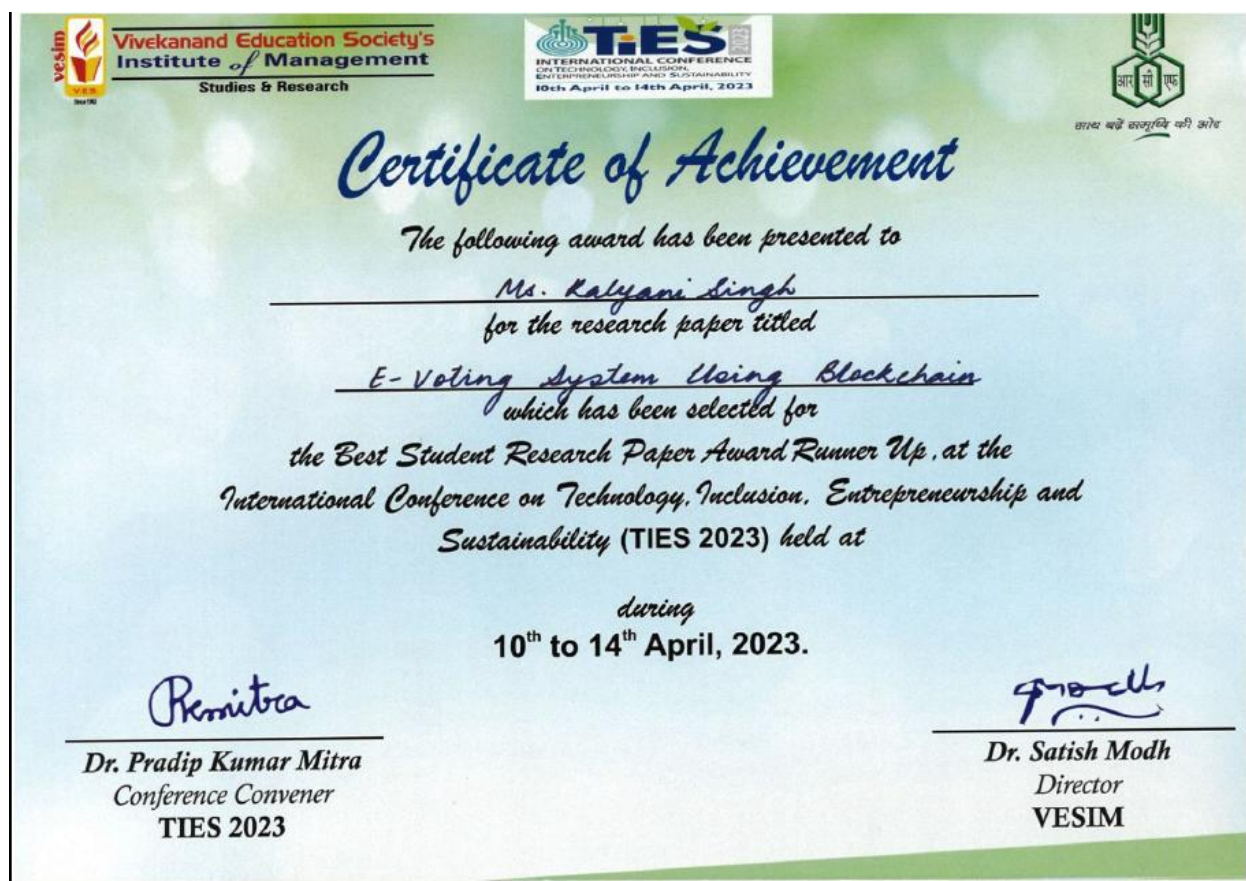 vesim
V.E.S.
Since 1962
Vivekanand Education Society's
Institute of Management
Studies & Research
TiES 2023
INTERNATIONAL CONFERENCE
ON TECHNOLOGY, INCLUSION,
ENTERPRENEURSHIP AND SUSTAINABILITY
10th April to 14th April, 2023
आर सी एफ
साथ बढ़ें समृद्धि की ओर
Certificate of Achievement
The following award has been presented to
Ms. Kalyani Singh
for the research paper titled
E-Voting System Using Blockchain
which has been selected for
the Best Student Research Paper Award Runner Up, at the
International Conference on Technology, Inclusion, Entrepreneurship and
Sustainability (TIES 2023) held at
during
10th to 14th April, 2023.
Pkmitra
Dr. Pradip Kumar Mitra
Conference Convener
TIES 2023
Dr. Satish Modh
Director
VESIM